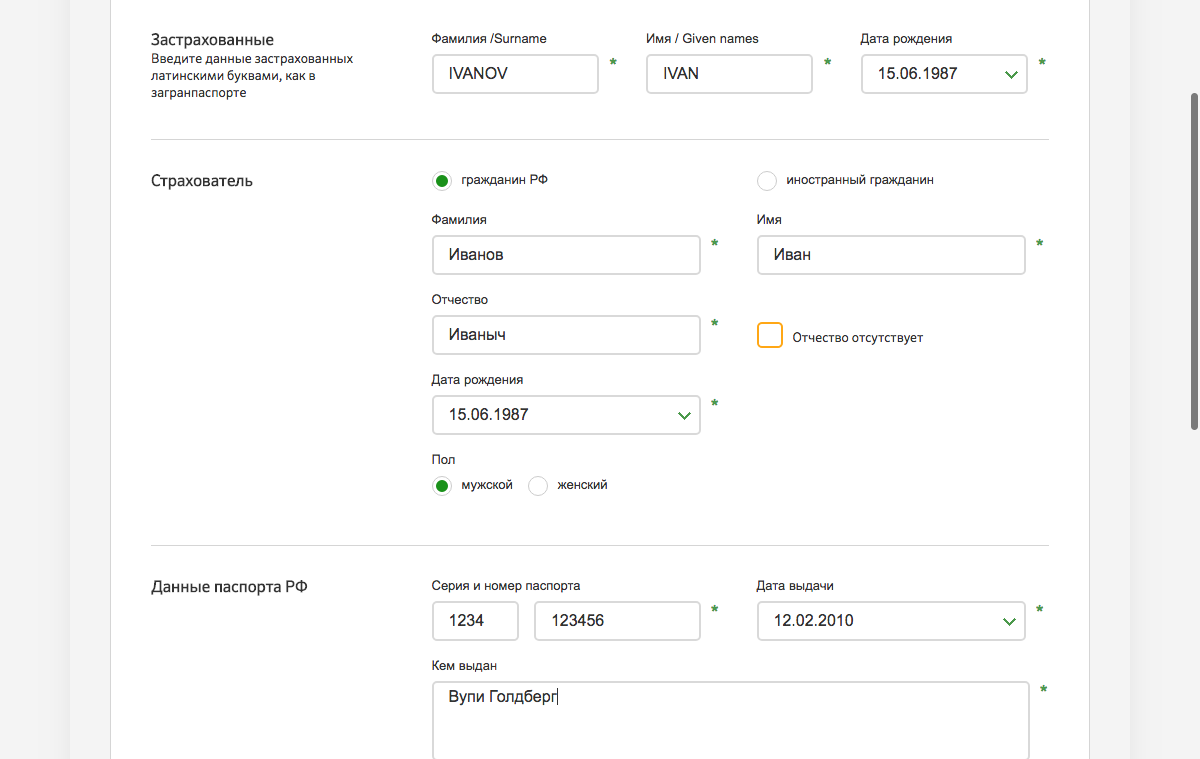 Застрахованные
Введите данные застрахованных
латинскими буквами, как в
загранпаспорте
Фамилия /Surname
Имя / Given names
Дата рождения
IVANOV *
IVAN *
15.06.1987 *
Страхователь
гражданин РФ
иностранный гражданин
Фамилия
Имя
Иванов *
Иван *
Отчество
Иваныч *
Отчество отсутствует
Дата рождения
15.06.1987 *
Пол
мужской
женский
Данные паспорта РФ
Серия и номер паспорта
Дата выдачи
1234
123456 *
12.02.2010 *
Кем выдан
Вупи Голдберг *